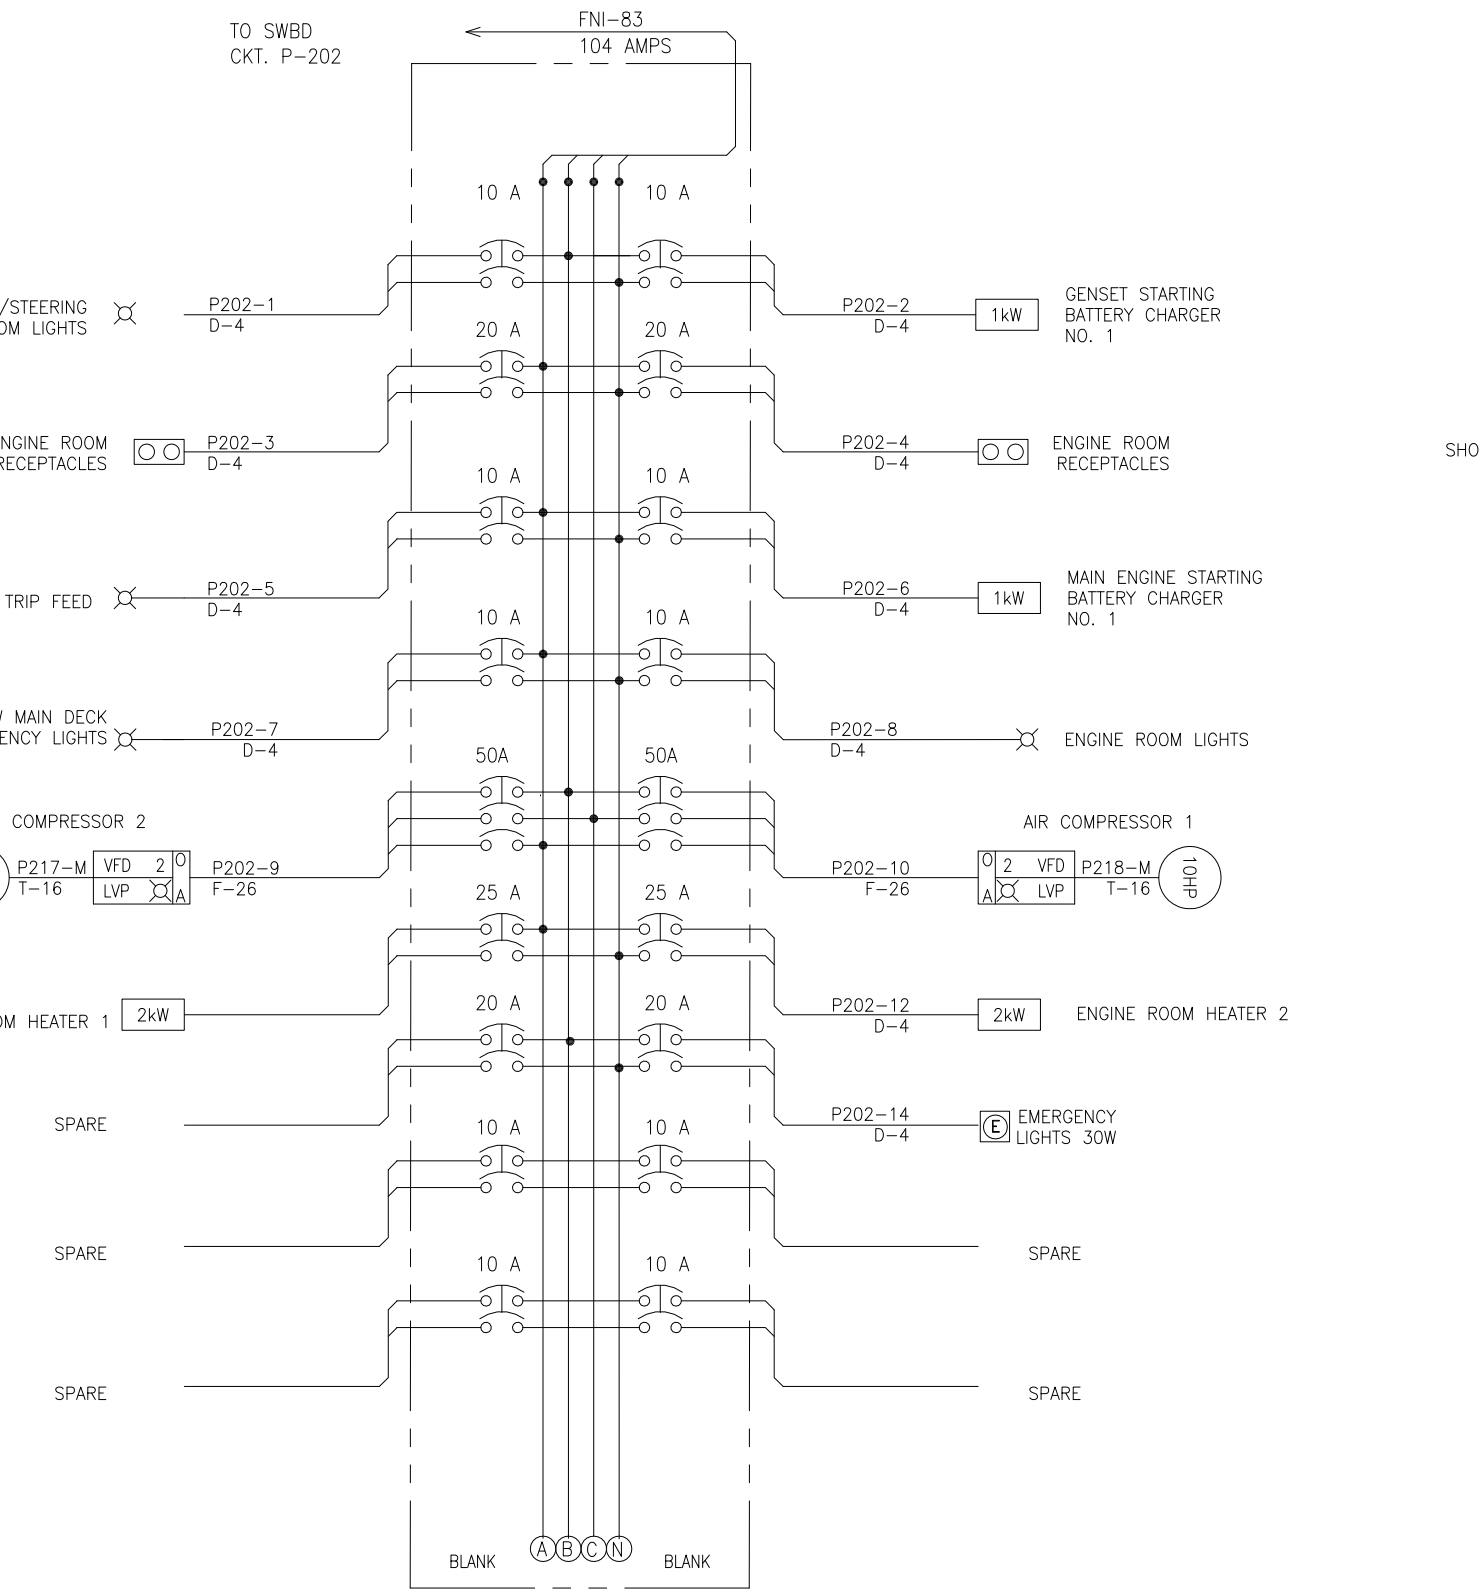 TO SWBD
CKT. P-202
FNI-83
104 AMPS
10 A
10 A
/STEERING
OM LIGHTS
P202-1
D-4
P202-2
D-4
1kW
GENSET STARTING
BATTERY CHARGER
NO. 1
20 A
20 A
NGINE ROOM
RECEPTACLES
P202-3
D-4
P202-4
D-4
ENGINE ROOM
RECEPTACLES
SHO
10 A
10 A
TRIP FEED
P202-5
D-4
P202-6
D-4
1kW
MAIN ENGINE STARTING
BATTERY CHARGER
NO. 1
10 A
10 A
MAIN DECK
ENCY LIGHTS
P202-7
D-4
P202-8
D-4
ENGINE ROOM LIGHTS
50A
50A
COMPRESSOR 2
P217-M
T-16
VFD 2
LVP
O
A
P202-9
F-26
P202-10
F-26
AIR COMPRESSOR 1
O
A
2 VFD
LVP
P218-M
T-16
10HP
25 A
25 A
OM HEATER 1
2kW
P202-12
D-4
2kW
ENGINE ROOM HEATER 2
20 A
20 A
SPARE
P202-14
D-4
E
EMERGENCY
LIGHTS 30W
10 A
10 A
SPARE
SPARE
10 A
10 A
SPARE
SPARE
BLANK
A
B
C
N
BLANK